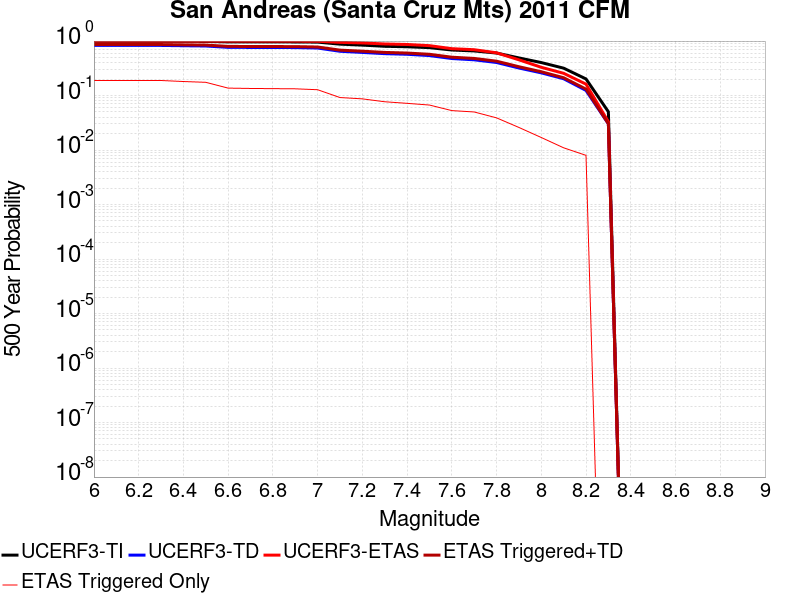 San Andreas (Santa Cruz Mts) 2011 CFM
500 Year Probability
10^0
10^-1
10^-2
10^-3
10^-4
10^-5
10^-6
10^-7
10^-8
6 6.2 6.4 6.6 6.8 7 7.2 7.4 7.6 7.8 8 8.2 8.4 8.6 8.8 9
Magnitude
UCERF3-TI UCERF3-TD UCERF3-ETAS ETAS Triggered+TD
ETAS Triggered Only